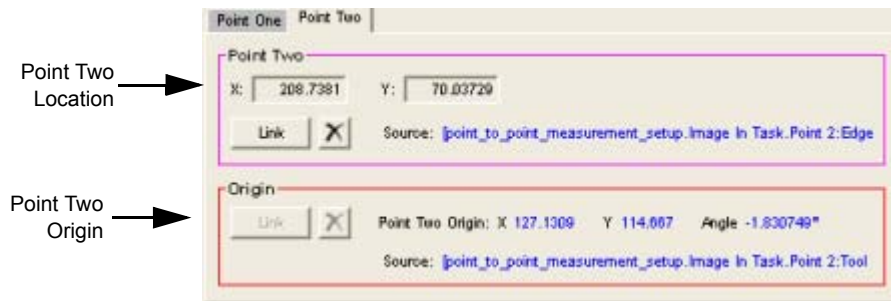 Point One Point Two
Point Two
Point Two Location
X: 208.7381 Y: 70.03729
Link X Source: [point_to_point_measurement_setup.Image In Task.Point 2:Edge
Origin
Point Two Origin
Link X Point Two Origin: X 127.1309 Y 114.667 Angle -1.830749°
Source: [point_to_point_measurement_setup.Image In Task.Point 2:Tool